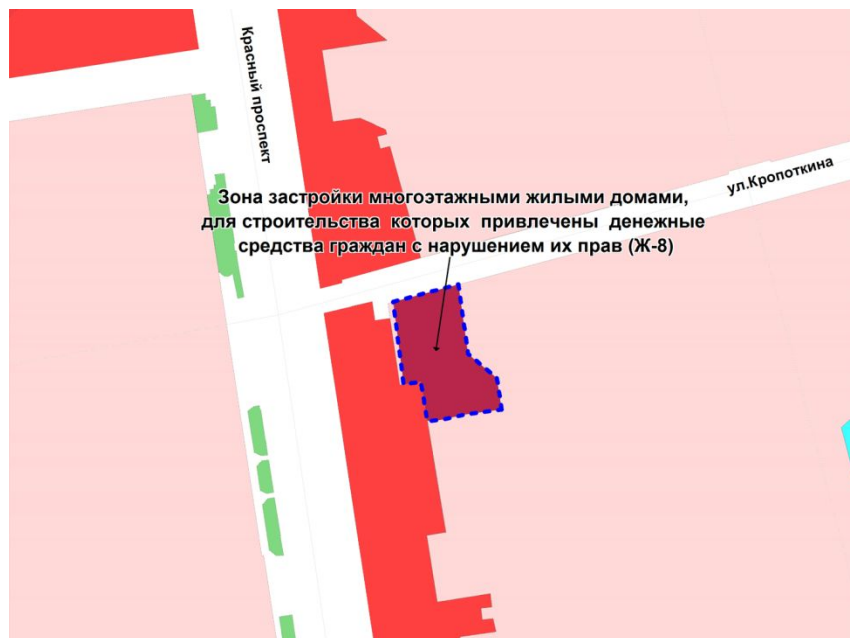 Красный проспект
ул.Кропоткина
Зона застройки многоэтажными жилыми домами,
для строительства которых привлечены денежные
средства граждан с нарушением их прав (Ж-8)